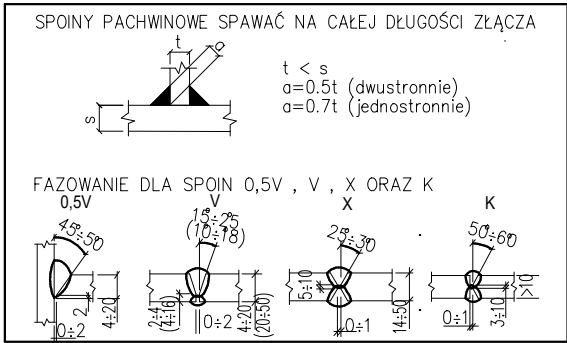 SPOINY PACHWINOWE SPAWAĆ NA CAŁEJ DŁUGOŚCI ZŁĄCZA
t
a
s
t < s
a=0.5t (dwustronnie)
a=0.7t (jednostronnie)
FAZOWANIE DLA SPOIN 0,5V , V , X ORAZ K
0,5V
45°÷50°
2
4÷20
0÷2
V
15°÷25
(10°÷18)
2÷4
(4÷16)
0÷2
4÷20
(20÷50)
X
25÷30
5÷10
0÷1
14÷50
K
50°÷60°
>10
3÷10
0÷1